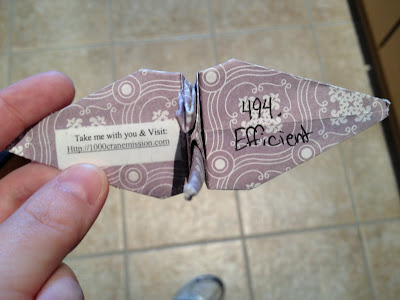 Take me with you & Visit:
Http://1000cranemission.com
494.
Efficient